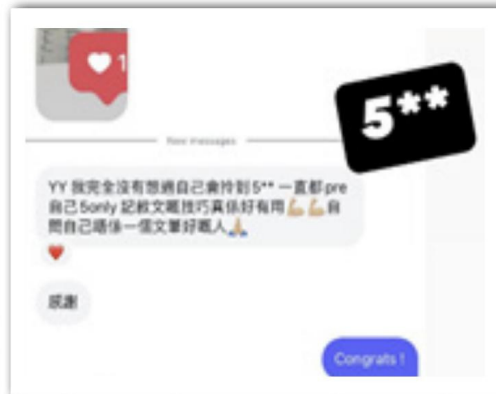 1
5**
New messages
YY 我完全沒有想過自己會拎到 5** 一直都pre
自己5only 記敘文嘅技巧真係好有用💪🏼💪🏼自
問自己唔係一個文筆好嘅人🙏🏼
感謝
Congrats !